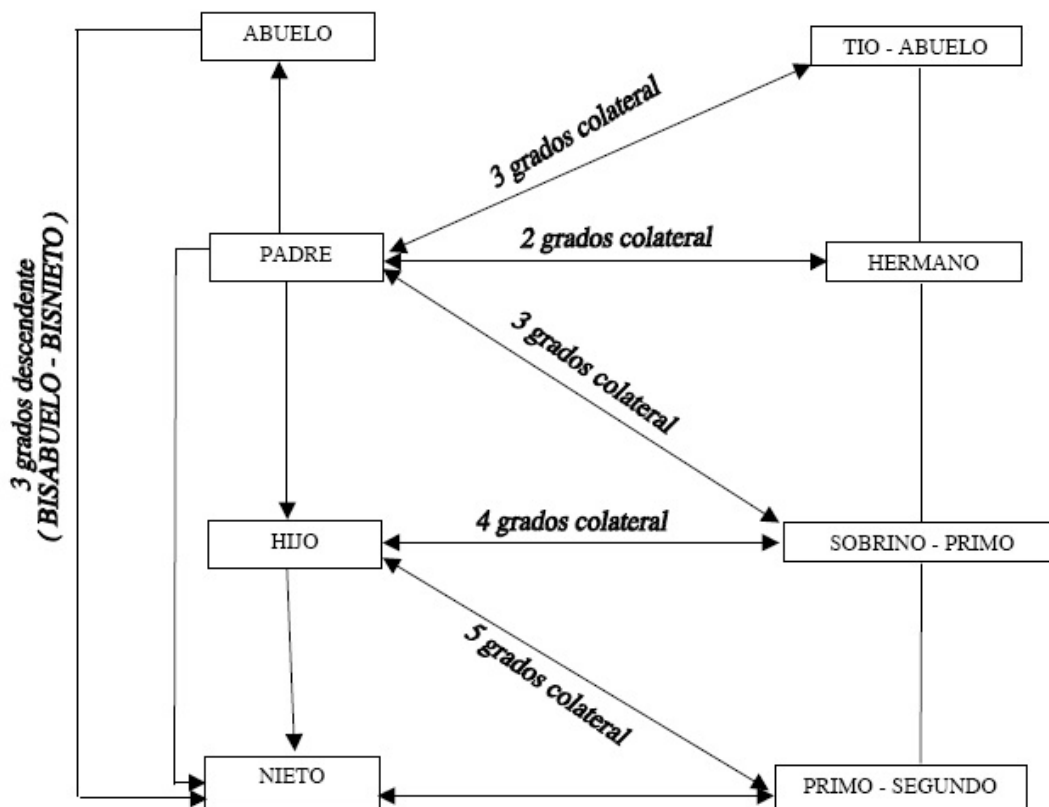 ABUELO
TIO - ABUELO
3 grados colateral
PADRE
2 grados colateral
HERMANO
3 grados descendente
( BISABUELO - BISNIETO )
3 grados colateral
HIJO
4 grados colateral
SOBRINO - PRIMO
5 grados colateral
NIETO
PRIMO - SEGUNDO